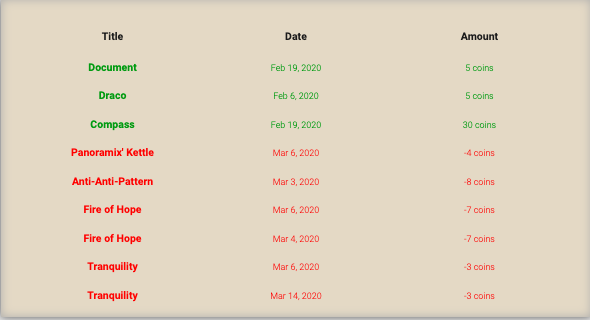 Title Date Amount
Document Feb 19, 2020 5 coins
Draco Feb 6, 2020 5 coins
Compass Feb 19, 2020 30 coins
Panoramix' Kettle Mar 6, 2020 -4 coins
Anti-Anti-Pattern Mar 3, 2020 -8 coins
Fire of Hope Mar 6, 2020 -7 coins
Fire of Hope Mar 4, 2020 -7 coins
Tranquility Mar 6, 2020 -3 coins
Tranquility Mar 14, 2020 -3 coins